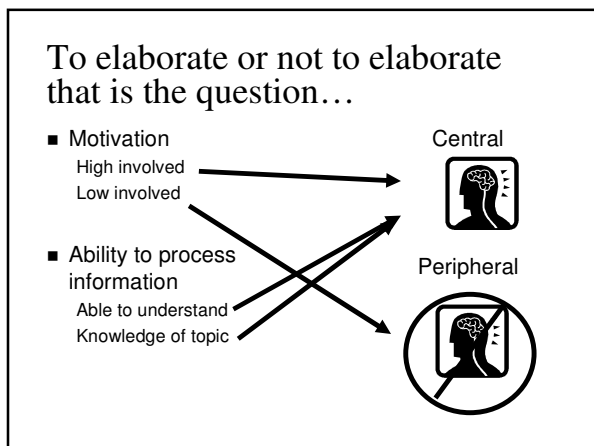 To elaborate or not to elaborate
that is the question…
■ Motivation
High involved
Low involved
■ Ability to process
information
Able to understand
Knowledge of topic
Central
Peripheral